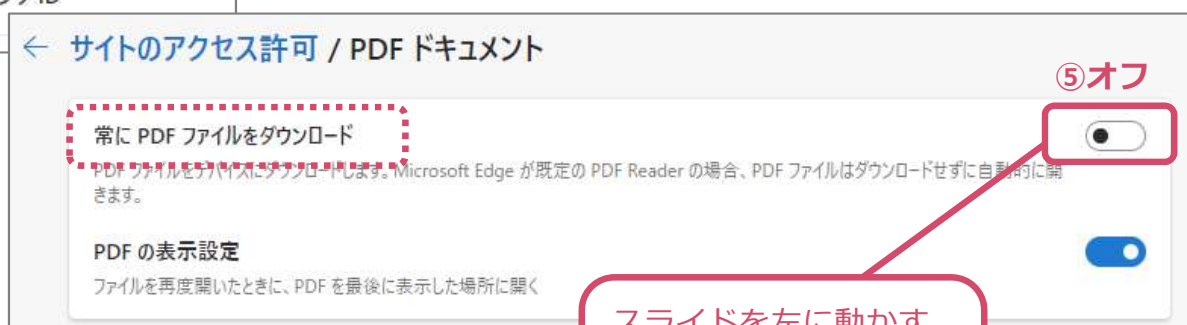 ← サイトのアクセス許可 / PDF ドキュメント
⑤オフ
常に PDF ファイルをダウンロード
PDF ファイルをデバイスにダウンロードします。Microsoft Edge が既定の PDF Reader の場合、PDF ファイルはダウンロードせずに自動的に開
きます。
PDF の表示設定
ファイルを再度開いたときに、PDF を最後に表示した場所に開く
スライドを左に動かす